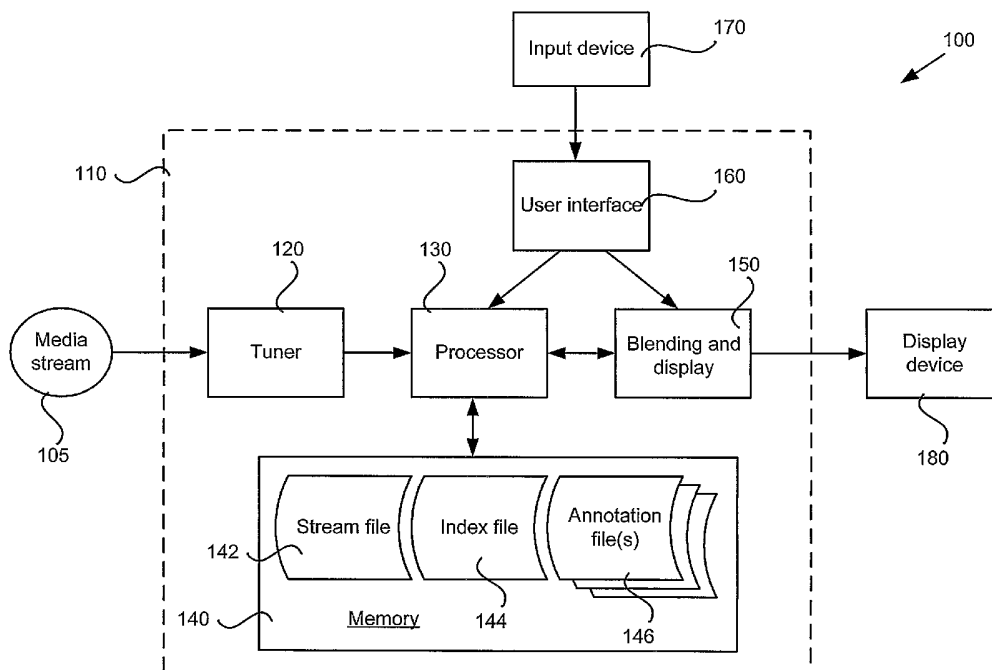 170
Input device
100
110
160
User interface
120
130
150
Media
stream
Tuner
Processor
Blending and
display
Display
device
105
180
Stream file
Index file
Annotation
file(s)
142
140
Memory
144
146